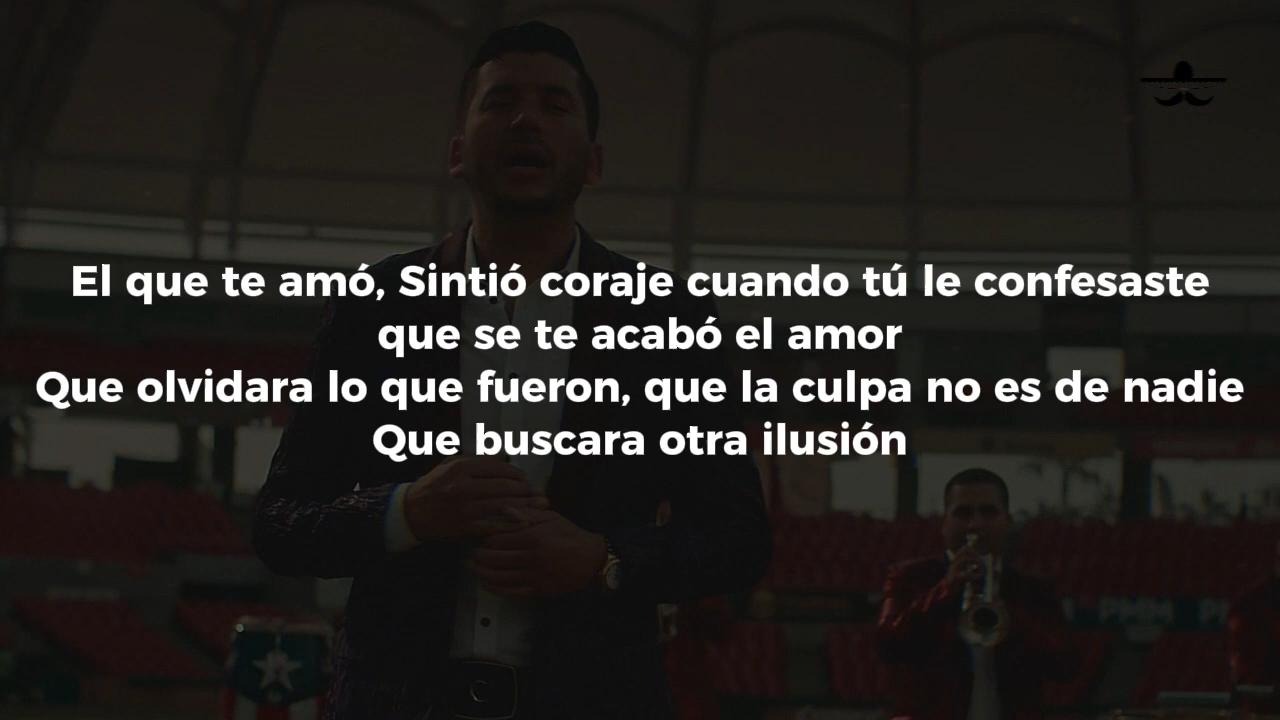 El que te amó, Sintió coraje cuando tú le confesaste
que se te acabó el amor
Que olvidara lo que fueron, que la culpa no es de nadie
Que buscara otra ilusión